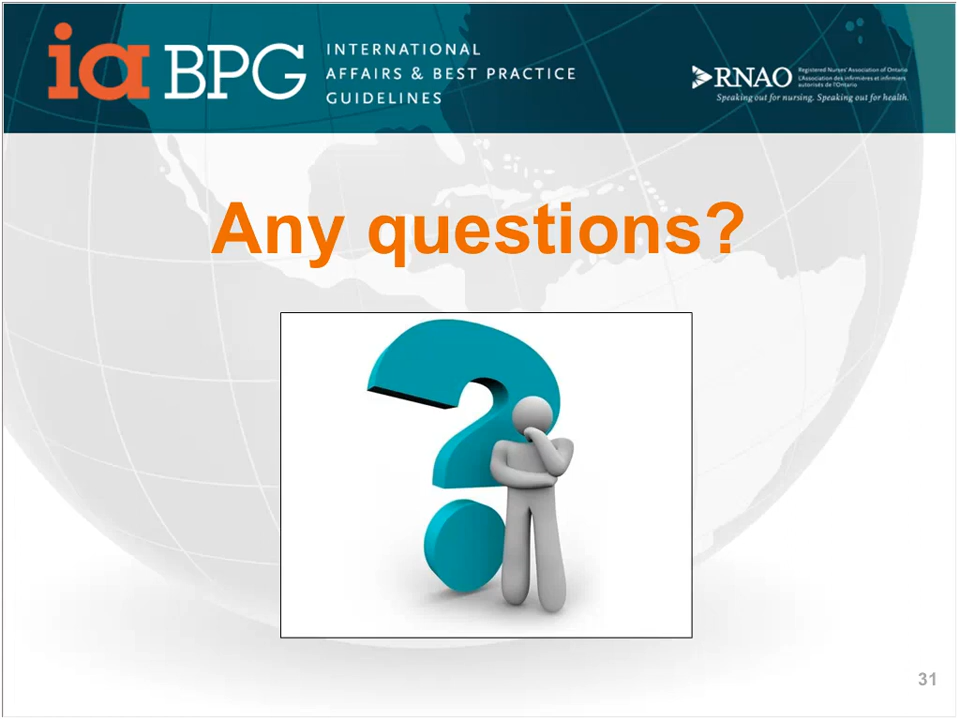 ia BPG
INTERNATIONAL
AFFAIRS & BEST PRACTICE
GUIDELINES
RNAO
Registered Nurses' Association of Ontario
L'Association des infirmières et infirmiers
autorisés de l'Ontario
Speaking out for nursing. Speaking out for health.
Any questions?
31